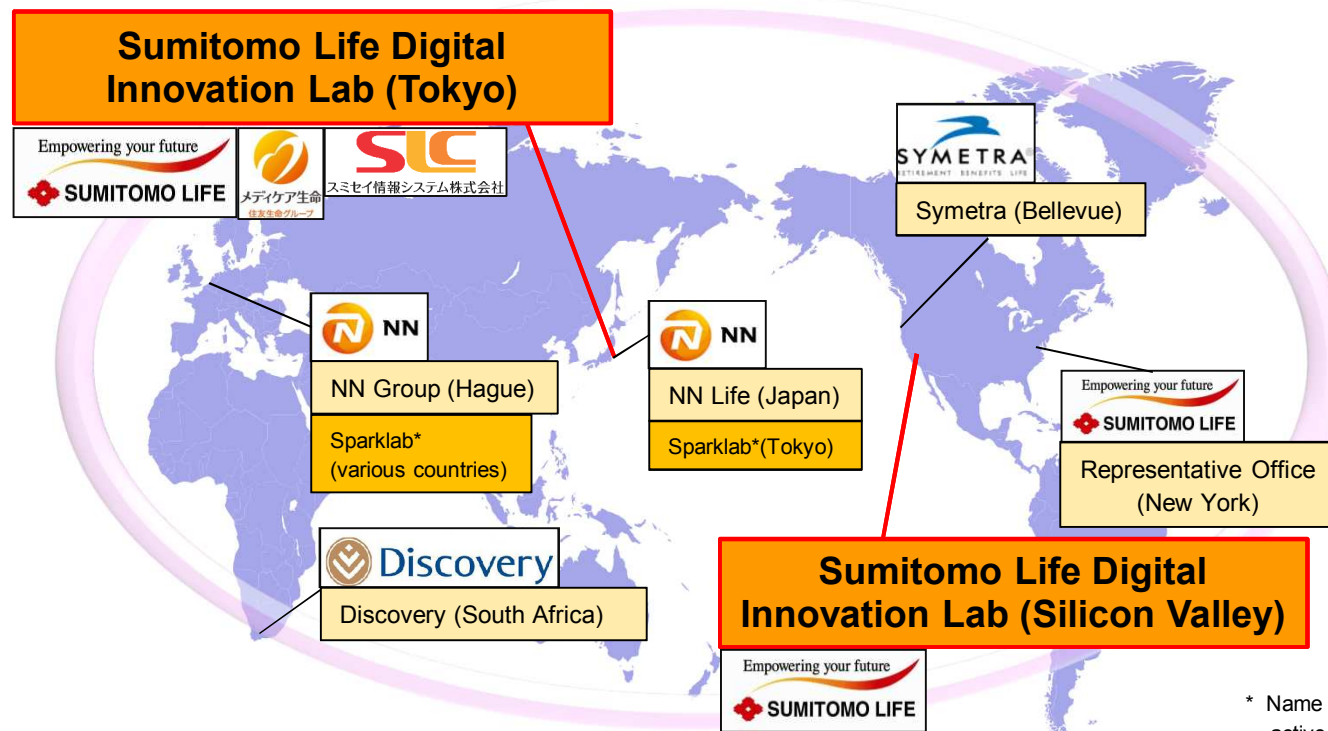 Sumitomo Life Digital
Innovation Lab (Tokyo)
Empowering your future
SUMITOMO LIFE
メディケア生命
住友生命グループ
SLC
スミセイ情報システム株式会社
SYMETRA®
RETIREMENT BENEFITS LIFE
Symetra (Bellevue)
NN
NN Group (Hague)
Sparklab*
(various countries)
NN
NN Life (Japan)
Sparklab*(Tokyo)
Empowering your future
SUMITOMO LIFE
Representative Office
(New York)
Discovery
Discovery (South Africa)
Sumitomo Life Digital
Innovation Lab (Silicon Valley)
Empowering your future
SUMITOMO LIFE
* Name